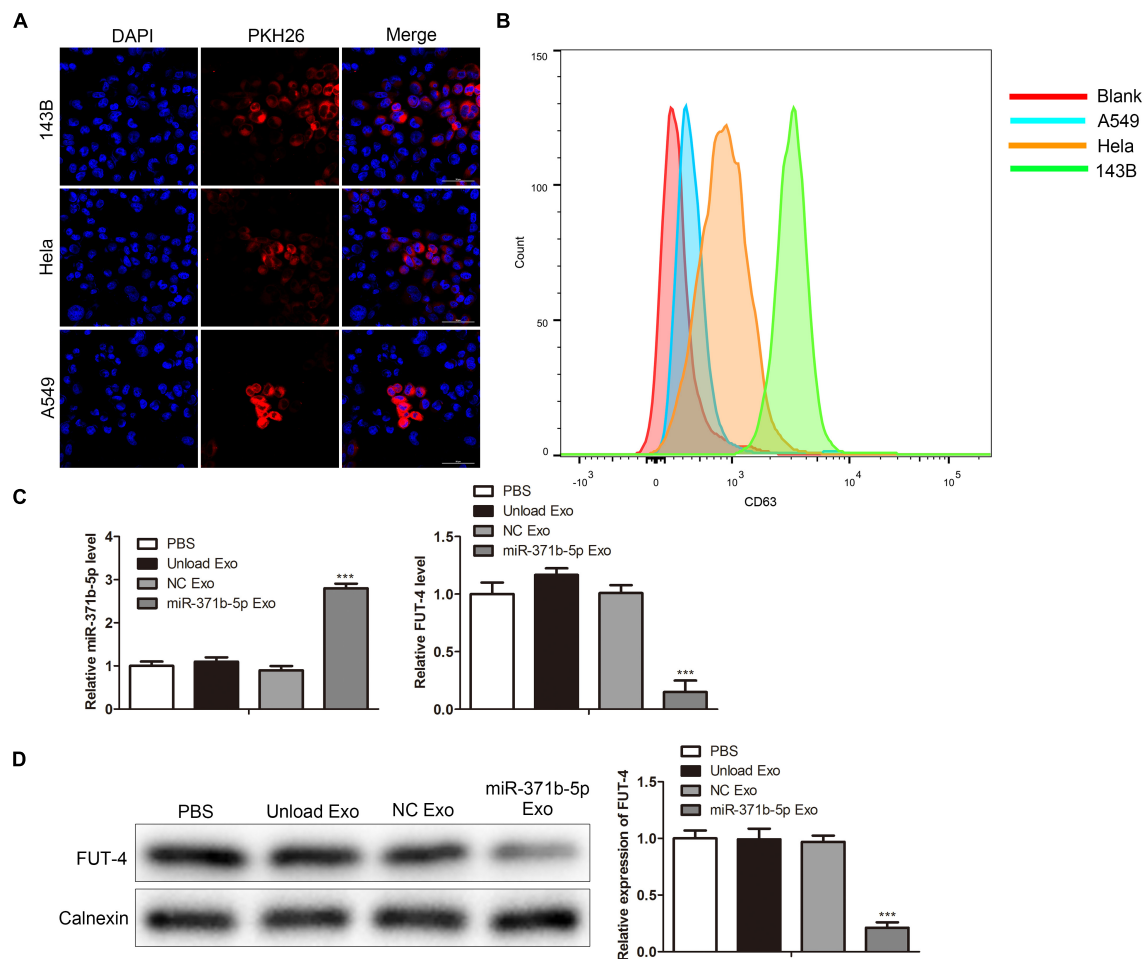 A
DAPI PKH26 Merge
143B
Hela
A549
B
150
100
50
0
Count
-10³ 0 10³ 10⁴ 10⁵
CD63
Blank
A549
Hela
143B
C
Relative miR-371b-5p level
4
3
2
1
0
PBS
Unload Exo
NC Exo
miR-371b-5p Exo
***
PBS
Unload Exo
NC Exo
miR-371b-5p Exo
Relative FUT-4 level
1.5
1.0
0.5
0.0
***
D
PBS Unload Exo NC Exo miR-371b-5p
Exo
FUT-4
Calnexin
PBS
Unload Exo
NC Exo
miR-371b-5p Exo
Relative expression of FUT-4
1.5
1.0
0.5
0.0
***